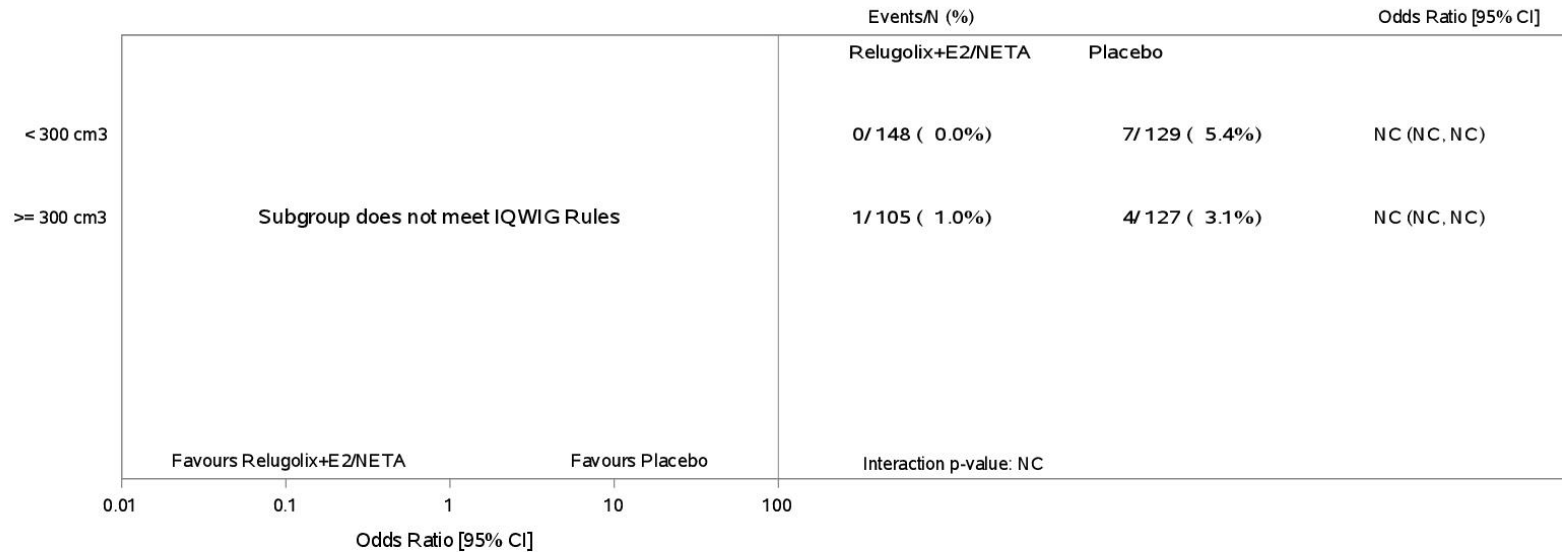 Events/N (%) Odds Ratio [95% CI]
Relugolix+E2/NETA Placebo
< 300 cm3 0/148 ( 0.0%) 7/129 ( 5.4%) NC (NC, NC)
>= 300 cm3 Subgroup does not meet IQWIG Rules 1/105 ( 1.0%) 4/127 ( 3.1%) NC (NC, NC)
Favours Relugolix+E2/NETA Favours Placebo Interaction p-value: NC
0.01 0.1 1 10 100
Odds Ratio [95% CI]